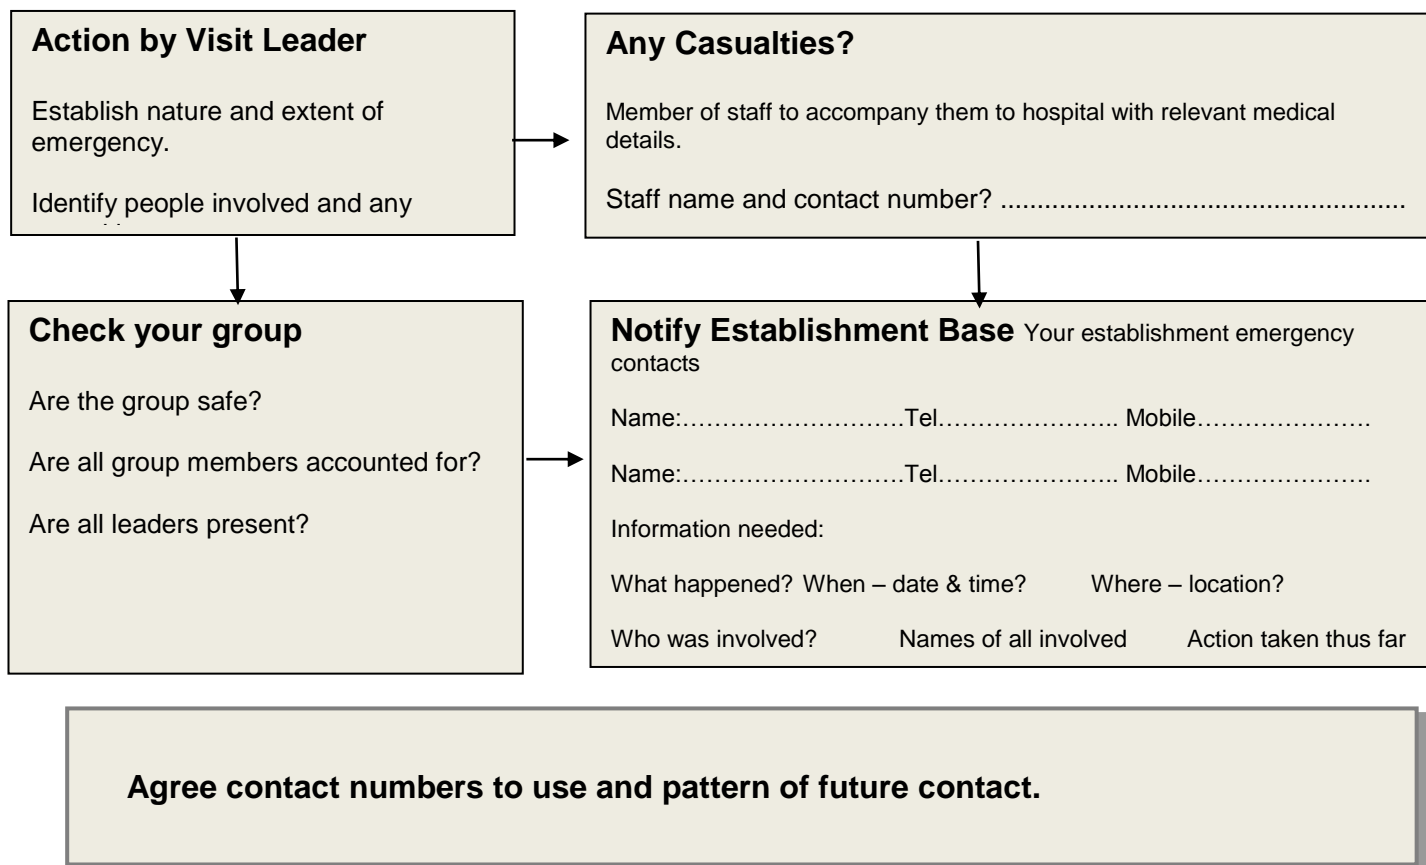 Action by Visit Leader
Establish nature and extent of
emergency.
Identify people involved and any
Any Casualties?
Member of staff to accompany them to hospital with relevant medical
details.
Staff name and contact number? ........................................................
Check your group
Are the group safe?
Are all group members accounted for?
Are all leaders present?
Notify Establishment Base Your establishment emergency
contacts
Name:……………………….Tel………………….. Mobile………………….
Name:……………………….Tel………………….. Mobile………………….
Information needed:
What happened? When – date & time? Where – location?
Who was involved? Names of all involved Action taken thus far
Agree contact numbers to use and pattern of future contact.